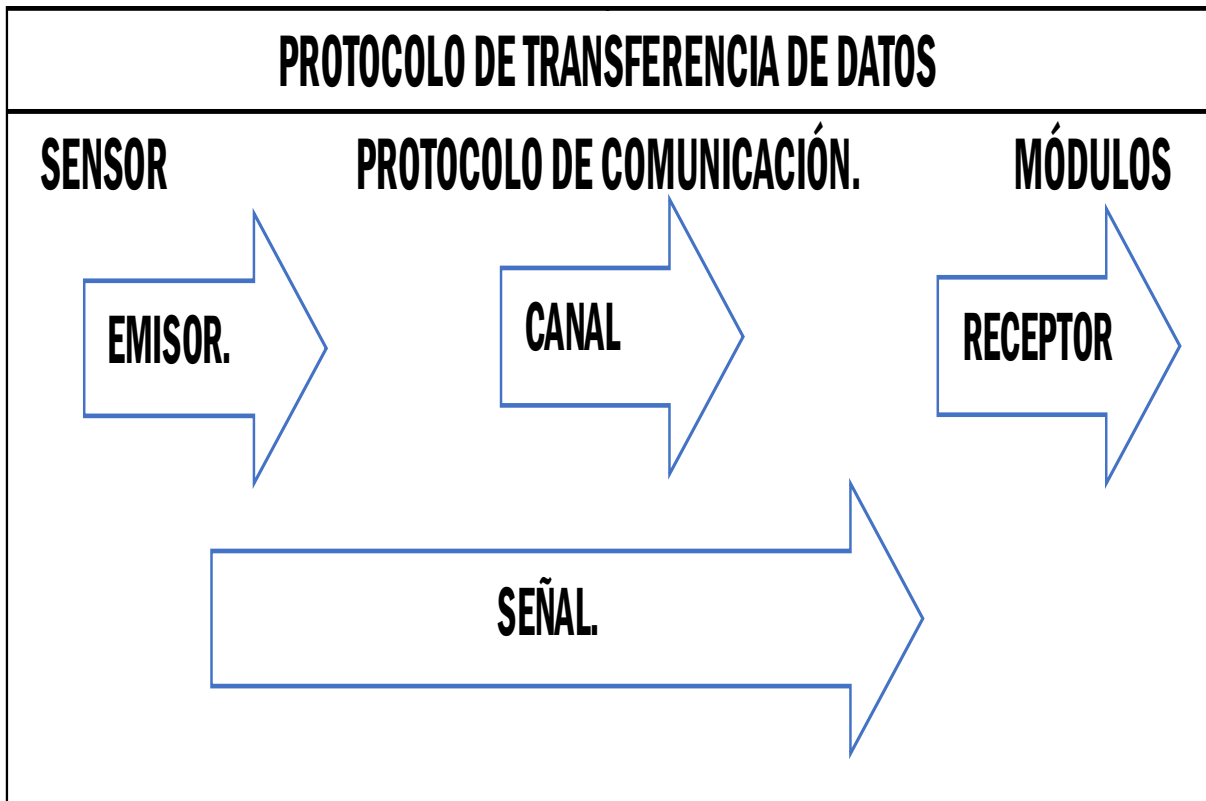 PROTOCOLO DE TRANSFERENCIA DE DATOS
SENSOR PROTOCOLO DE COMUNICACIÓN. MÓDULOS
EMISOR. CANAL RECEPTOR
SEÑAL.